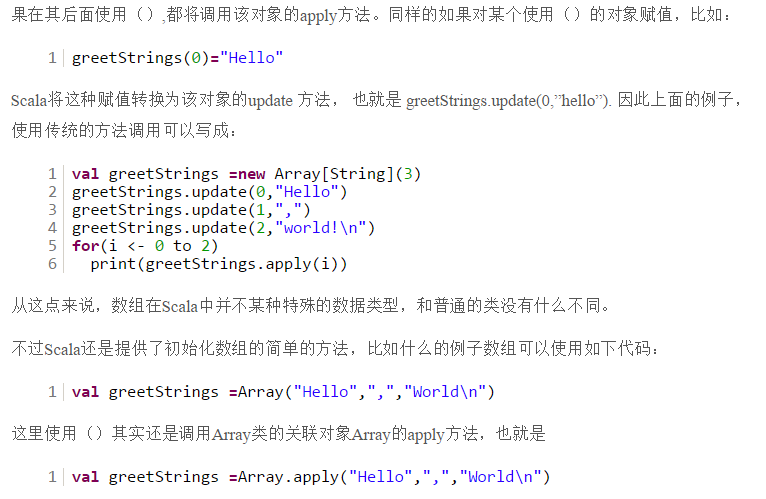 果在其后面使用（）,都将调用该对象的apply方法。同样的如果对某个使用（）的对象赋值，比如：
1 greetStrings(0)="Hello"
Scala将这种赋值转换为该对象的update 方法， 也就是 greetStrings.update(0,”hello”). 因此上面的例子，
使用传统的方法调用可以写成：
1 val greetStrings =new Array[String](3)
2 greetStrings.update(0,"Hello")
3 greetStrings.update(1,",")
4 greetStrings.update(2,"world!\n")
5 for(i <- 0 to 2)
6   print(greetStrings.apply(i))
从这点来说，数组在Scala中并不某种特殊的数据类型，和普通的类没有什么不同。
不过Scala还是提供了初始化数组的简单的方法，比如什么的例子数组可以使用如下代码：
1 val greetStrings =Array("Hello",",","World\n")
这里使用（）其实还是调用Array类的关联对象Array的apply方法，也就是
1 val greetStrings =Array.apply("Hello",",","World\n")